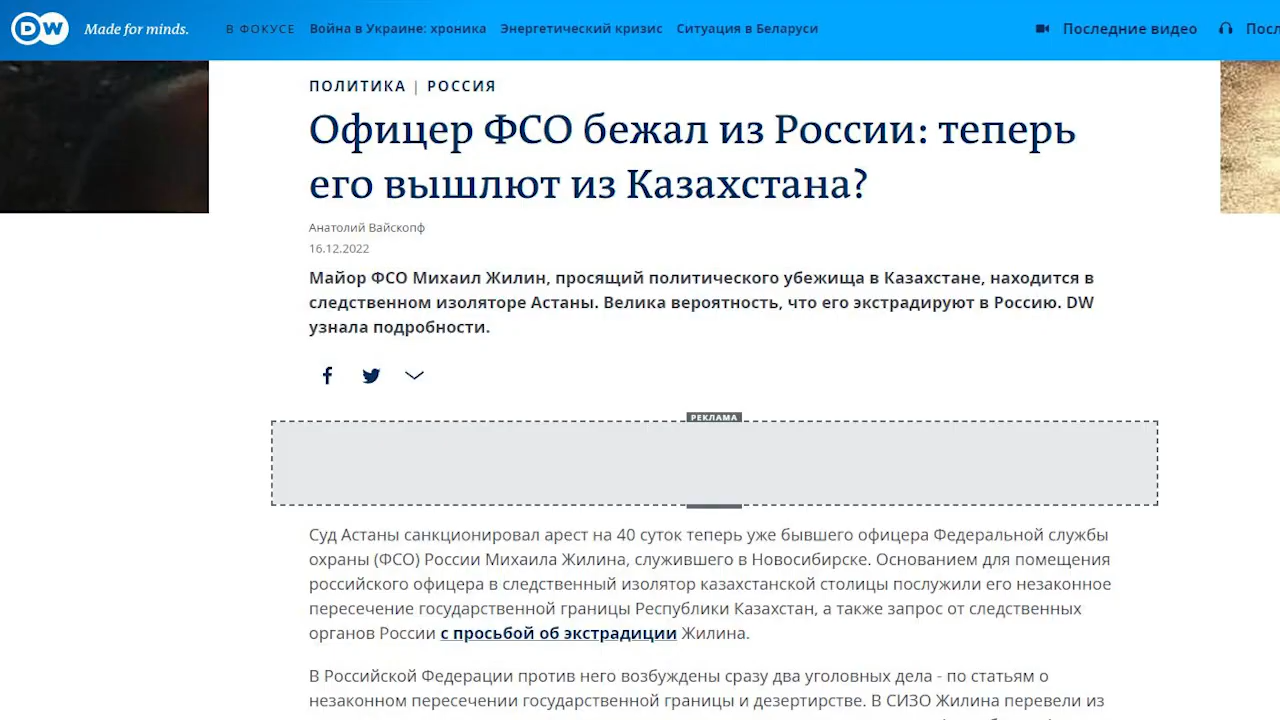 DW Made for minds. В ФОКУСЕ Война в Украине: хроника Энергетический кризис Ситуация в Беларуси Последние видео
ПОЛИТИКА | РОССИЯ
Офицер ФСО бежал из России: теперь
его вышлют из Казахстана?
Анатолий Вайскопф
16.12.2022
Майор ФСО Михаил Жилин, просящий политического убежища в Казахстане, находится в
следственном изоляторе Астаны. Велика вероятность, что его экстрадируют в Россию. DW
узнала подробности.
РЕКЛАМА
Суд Астаны санкционировал арест на 40 суток теперь уже бывшего офицера Федеральной службы
охраны (ФСО) России Михаила Жилина, служившего в Новосибирске. Основанием для помещения
российского офицера в следственный изолятор казахстанской столицы послужили его незаконное
пересечение государственной границы Республики Казахстан, а также запрос от следственных
органов России с просьбой об экстрадиции Жилина.
В Российской Федерации против него возбуждены сразу два уголовных дела - по статьям о
незаконном пересечении государственной границы и дезертирстве. В СИЗО Жилина перевели из